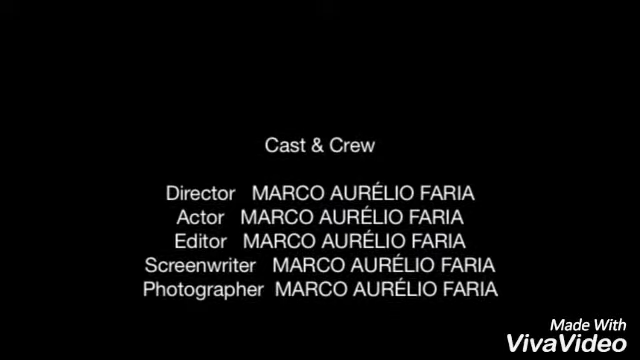 Cast & Crew
Director MARCO AURÉLIO FARIA
Actor MARCO AURÉLIO FARIA
Editor MARCO AURÉLIO FARIA
Screenwriter MARCO AURÉLIO FARIA
Photographer MARCO AURÉLIO FARIA
Made With
VivaVideo